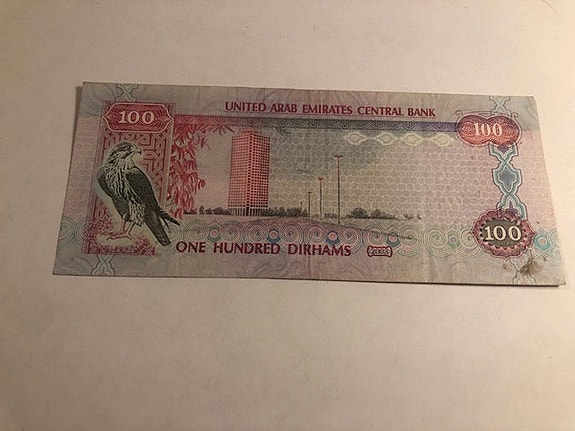 UNITED ARAB EMIRATES CENTRAL BANK
100
100
ONE HUNDRED DIRHAMS
100